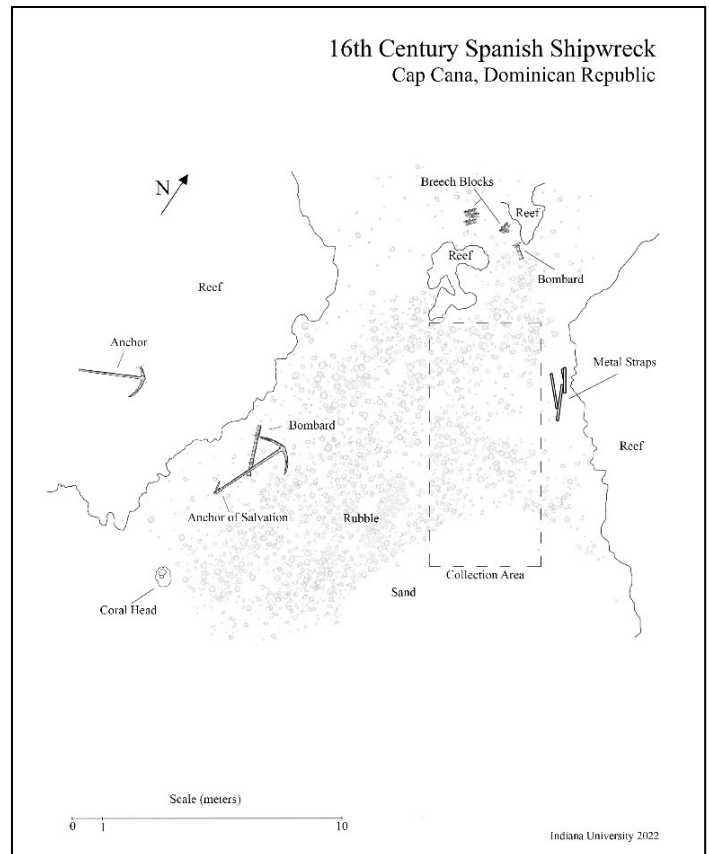 16th Century Spanish Shipwreck
Cap Cana, Dominican Republic
N
Breech Blocks
Reef
Reef
Bombard
Reef
Anchor
Metal Straps
Bombard
Reef
Anchor of Salvation
Rubble
Collection Area
Sand
Coral Head
Scale (meters)
0 1 10
Indiana University 2022